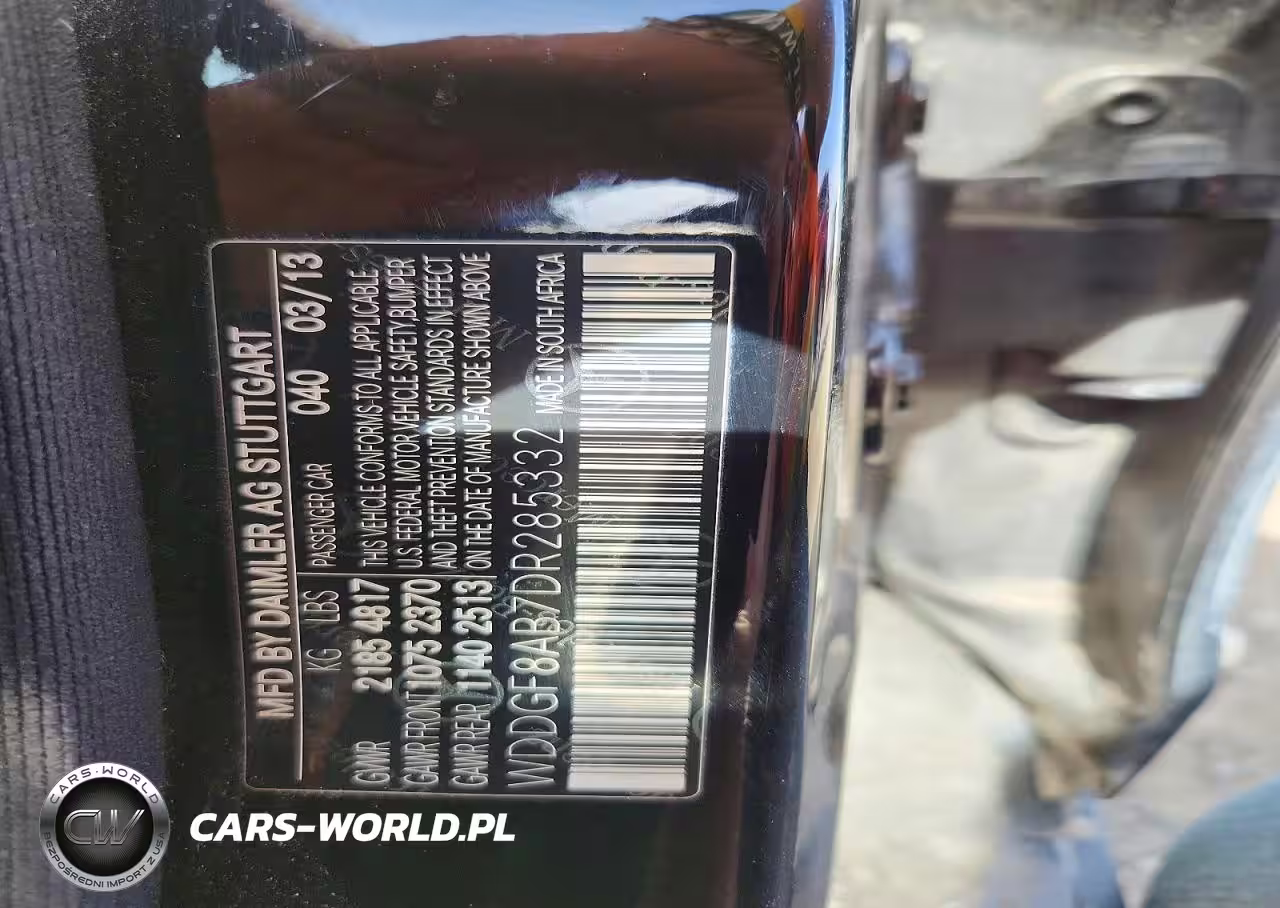 MFD BY DAIMLER AG STUTTGART
KG LBS PASSENGER CAR 040 03/13
GVWR 2185 4817 THIS VEHICLE CONFORMS TO ALL APPLICABLE
GAWR FRONT 1075 2370 U.S. FEDERAL MOTOR VEHICLE SAFETY,BUMPER
GAWR REAR 1140 2513 AND THEFT PREVENTION STANDARDS IN EFFECT
ON THE DATE OF MANUFACTURE SHOWN ABOVE
WDDGF8AB7DR285332 MADE IN SOUTH AFRICA
CARS-WORLD
CW
BEZPOŚREDNI IMPORT Z USA
CARS-WORLD.PL